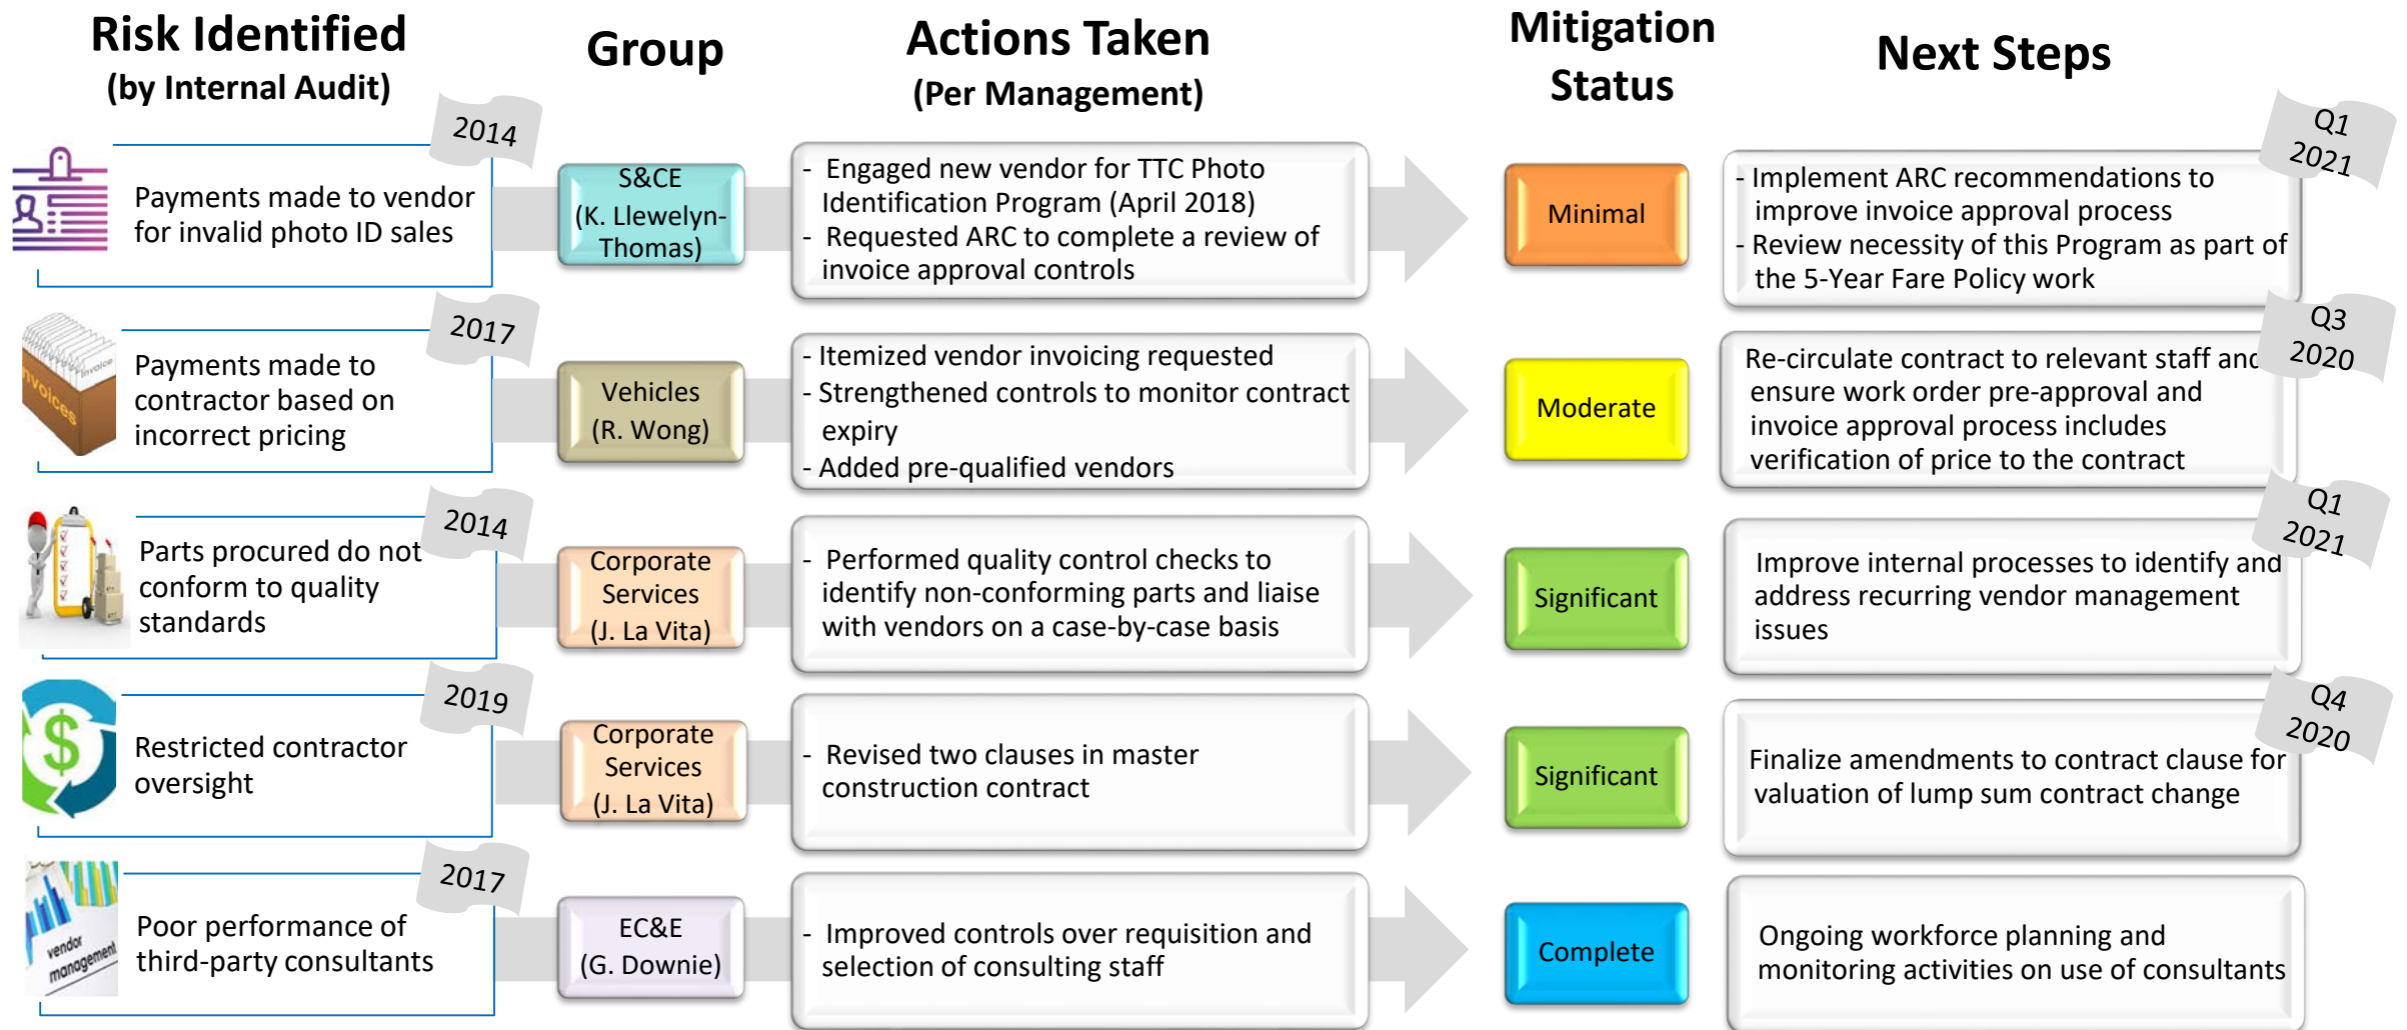 Risk Identified
(by Internal Audit)
Group
Actions Taken
(Per Management)
Mitigation
Status
Next Steps
2014
Payments made to vendor
for invalid photo ID sales
S&CE
(K. Llewelyn-
Thomas)
- Engaged new vendor for TTC Photo
Identification Program (April 2018)
- Requested ARC to complete a review of
invoice approval controls
Minimal
Q1
2021
- Implement ARC recommendations to
improve invoice approval process
- Review necessity of this Program as part of
the 5-Year Fare Policy work
Invoice
Invoices
2017
Payments made to
contractor based on
incorrect pricing
Vehicles
(R. Wong)
- Itemized vendor invoicing requested
- Strengthened controls to monitor contract
expiry
- Added pre-qualified vendors
Moderate
Q3
2020
Re-circulate contract to relevant staff and
ensure work order pre-approval and
invoice approval process includes
verification of price to the contract
2014
Parts procured do not
conform to quality
standards
Corporate
Services
(J. La Vita)
- Performed quality control checks to
identify non-conforming parts and liaise
with vendors on a case-by-case basis
Significant
Q1
2021
Improve internal processes to identify and
address recurring vendor management
issues
$
2019
Restricted contractor
oversight
Corporate
Services
(J. La Vita)
- Revised two clauses in master
construction contract
Significant
Q4
2020
Finalize amendments to contract clause for
valuation of lump sum contract change
vendor
management
2017
Poor performance of
third-party consultants
EC&E
(G. Downie)
- Improved controls over requisition and
selection of consulting staff
Complete
Ongoing workforce planning and
monitoring activities on use of consultants